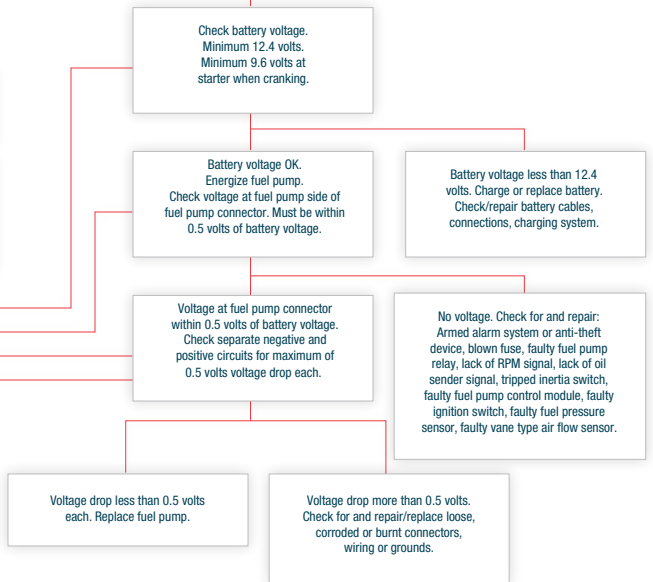 Check battery voltage.
Minimum 12.4 volts.
Minimum 9.6 volts at
starter when cranking.
Battery voltage OK.
Energize fuel pump.
Check voltage at fuel pump side of
fuel pump connector. Must be within
0.5 volts of battery voltage.
Battery voltage less than 12.4
volts. Charge or replace battery.
Check/repair battery cables,
connections, charging system.
Voltage at fuel pump connector
within 0.5 volts of battery voltage.
Check separate negative and
positive circuits for maximum of
0.5 volts voltage drop each.
No voltage. Check for and repair:
Armed alarm system or anti-theft
device, blown fuse, faulty fuel pump
relay, lack of RPM signal, lack of oil
sender signal, tripped inertia switch,
faulty fuel pump control module, faulty
ignition switch, faulty fuel pressure
sensor, faulty vane type air flow sensor.
Voltage drop less than 0.5 volts
each. Replace fuel pump.
Voltage drop more than 0.5 volts.
Check for and repair/replace loose,
corroded or burnt connectors,
wiring or grounds.